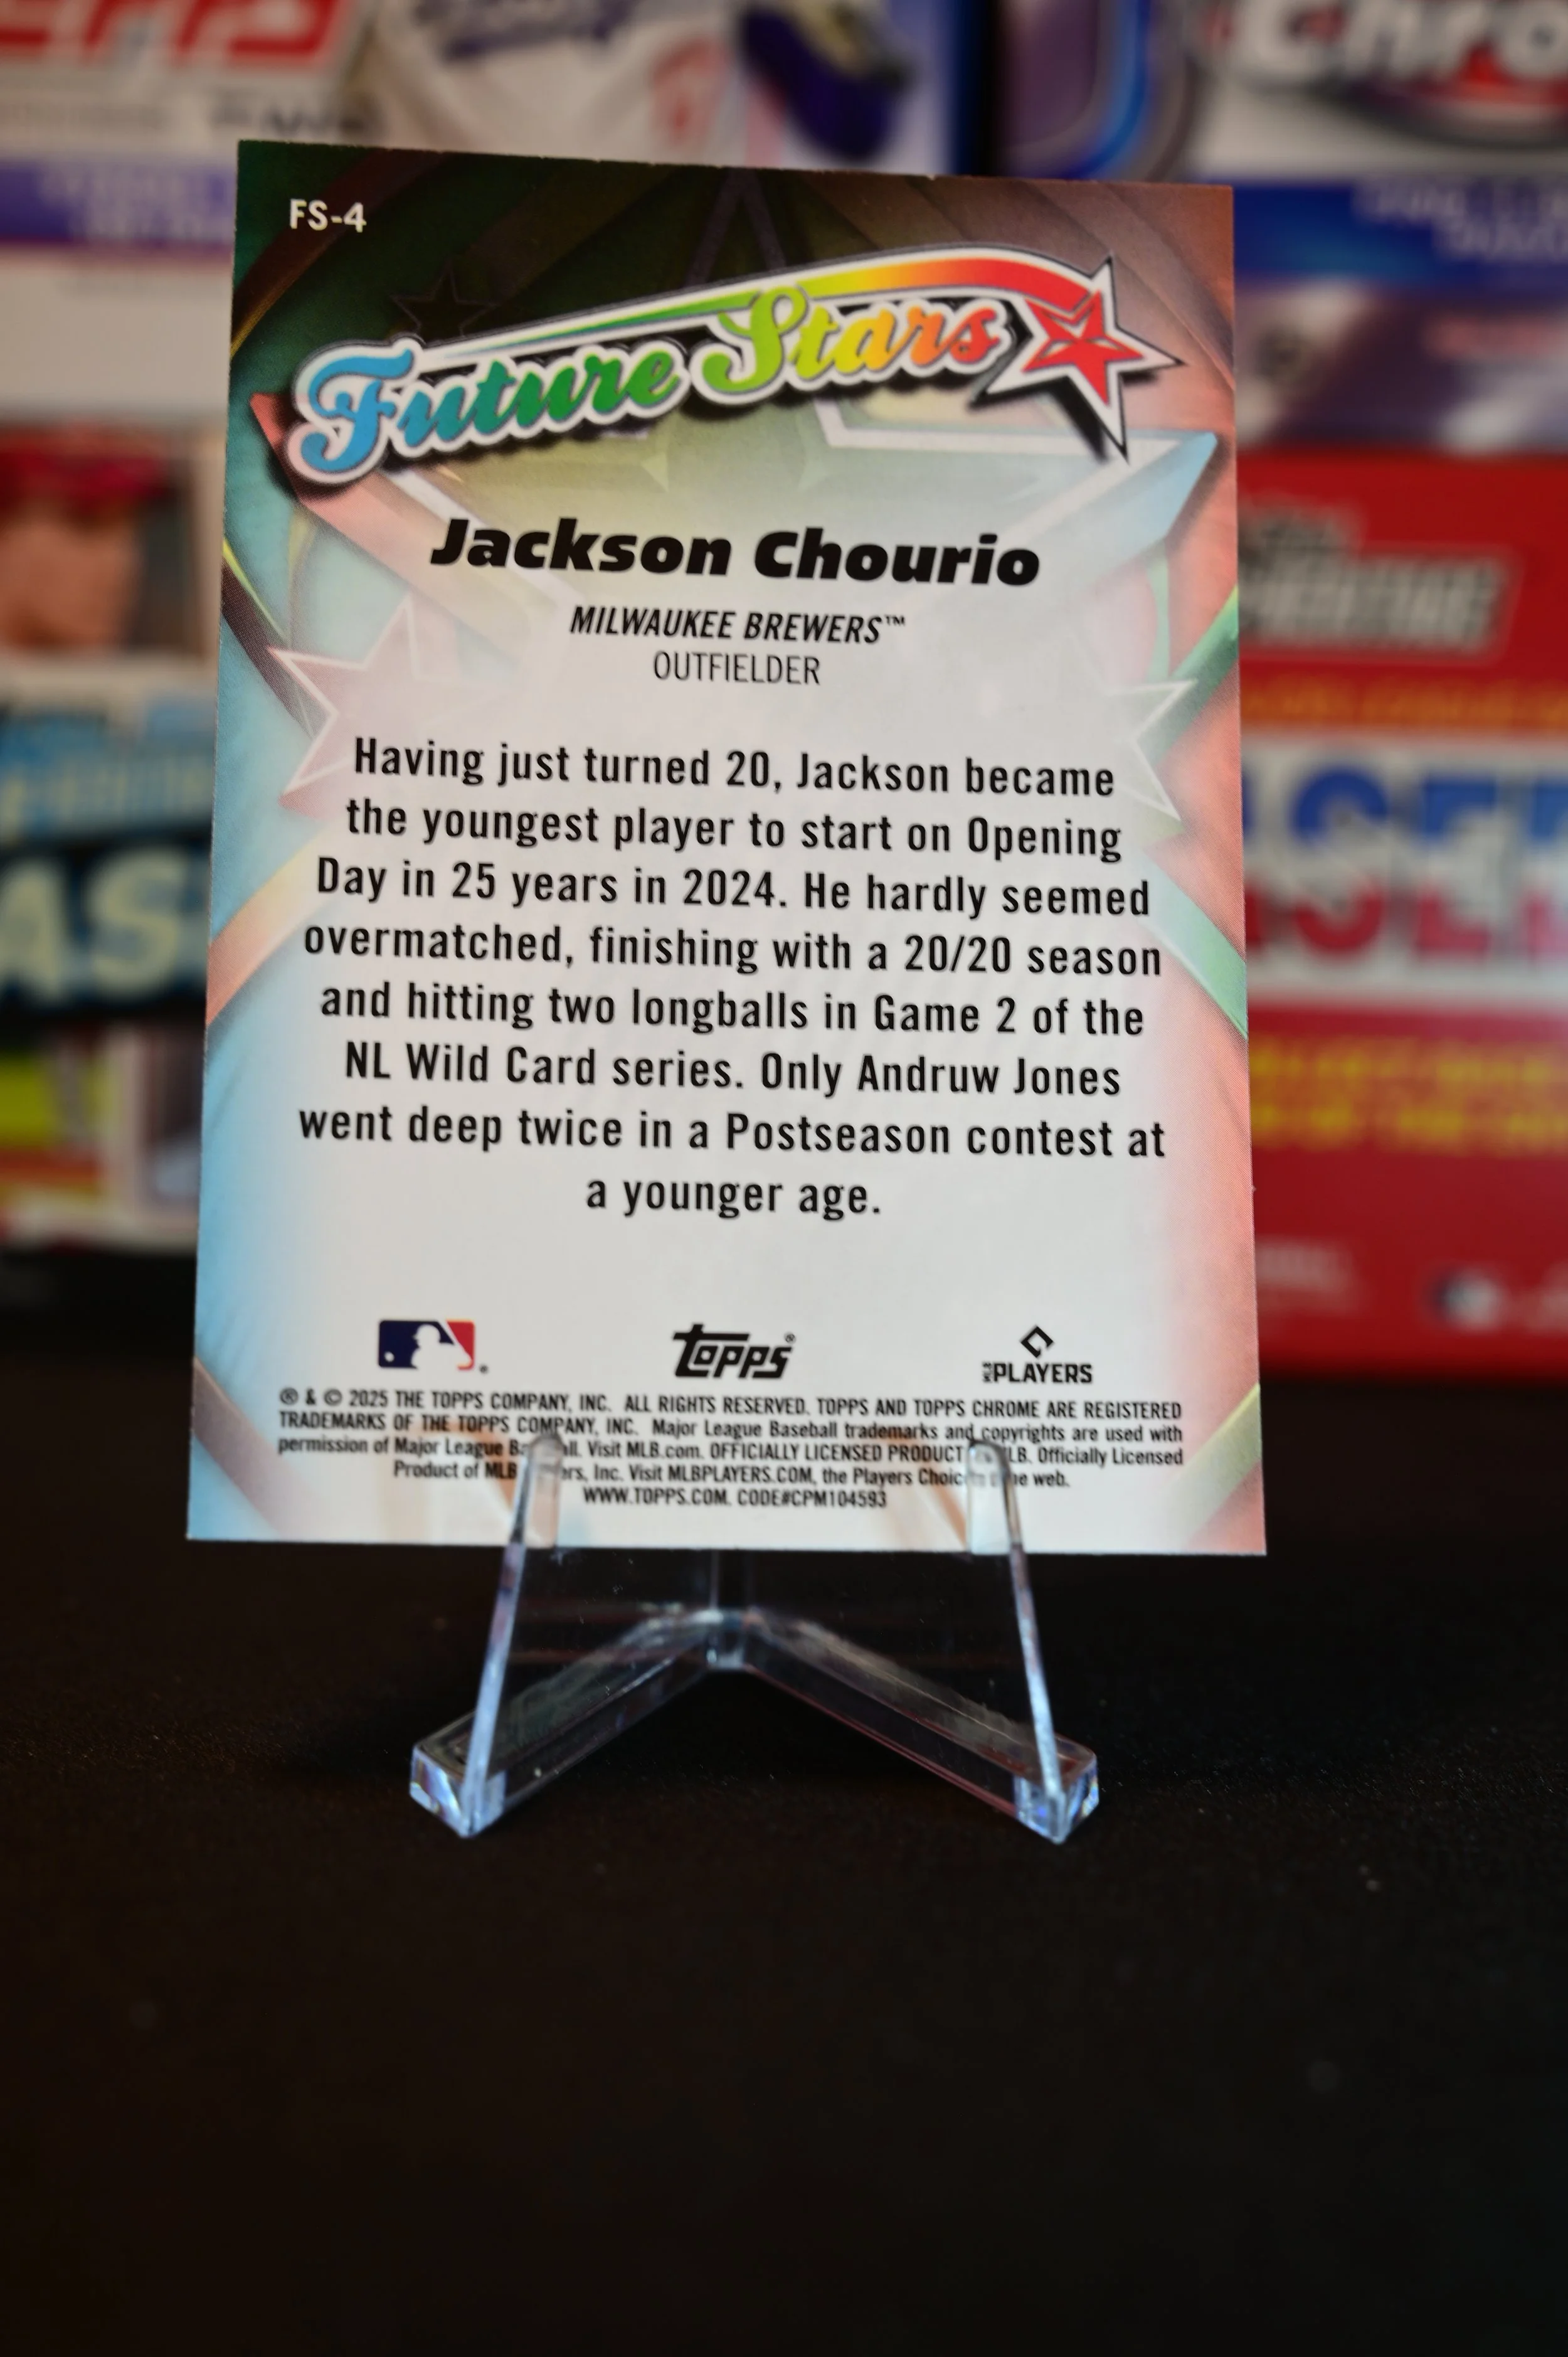 FS-4
Future Stars
Jackson Chourio
MILWAUKEE BREWERS™
OUTFIELDER
Having just turned 20, Jackson became
the youngest player to start on Opening
Day in 25 years in 2024. He hardly seemed
overmatched, finishing with a 20/20 season
and hitting two longballs in Game 2 of the
NL Wild Card series. Only Andruw Jones
went deep twice in a Postseason contest at
a younger age.
topps®
MLB PLAYERS
® & © 2025 THE TOPPS COMPANY, INC. ALL RIGHTS RESERVED. TOPPS AND TOPPS CHROME ARE REGISTERED
TRADEMARKS OF THE TOPPS COMPANY, INC. Major League Baseball trademarks and copyrights are used with
permission of Major League Baseball. Visit MLB.com. OFFICIALLY LICENSED PRODUCT MLB. Officially Licensed
Product of MLB Players, Inc. Visit MLBPLAYERS.COM, the Players Choice web.
WWW.TOPPS.COM. CODE#CPM104593